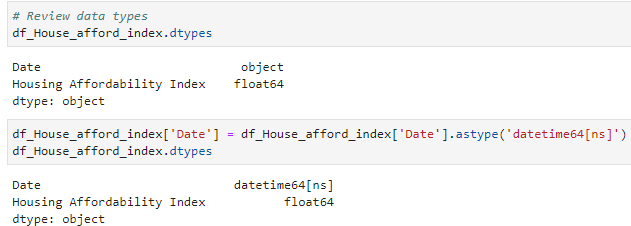 # Review data types
df_House_afford_index.dtypes
Date                                object
Housing Affordability Index    float64
dtype: object
df_House_afford_index['Date'] = df_House_afford_index['Date'].astype('datetime64[ns]')
df_House_afford_index.dtypes
Date                           datetime64[ns]
Housing Affordability Index           float64
dtype: object